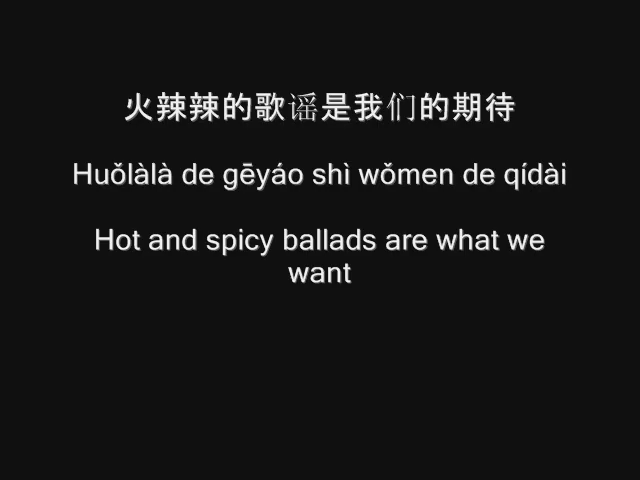 火辣辣的歌谣是我们的期待
Huǒlàlà de gēyáo shì wǒmen de qídài
Hot and spicy ballads are what we
want